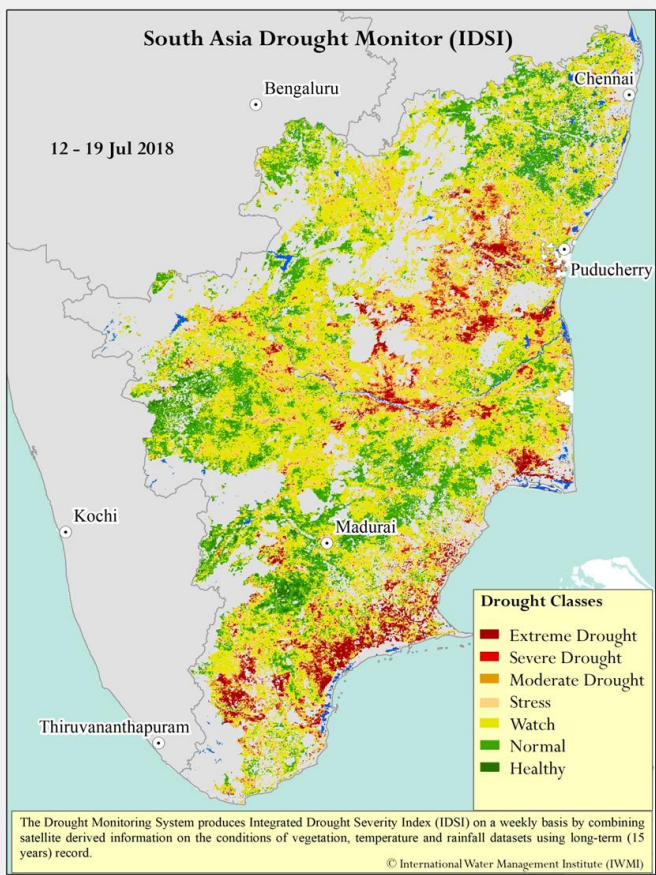 South Asia Drought Monitor (IDSI)
Chennai
Bengaluru
12 - 19 Jul 2018
Puducherry
Kochi
Madurai
Thiruvananthapuram
Drought Classes
Extreme Drought
Severe Drought
Moderate Drought
Stress
Watch
Normal
Healthy
The Drought Monitoring System produces Integrated Drought Severity Index (IDSI) on a weekly basis by combining
satellite derived information on the conditions of vegetation, temperature and rainfall datasets using long-term (15
years) record.
© International Water Management Institute (IWMI)